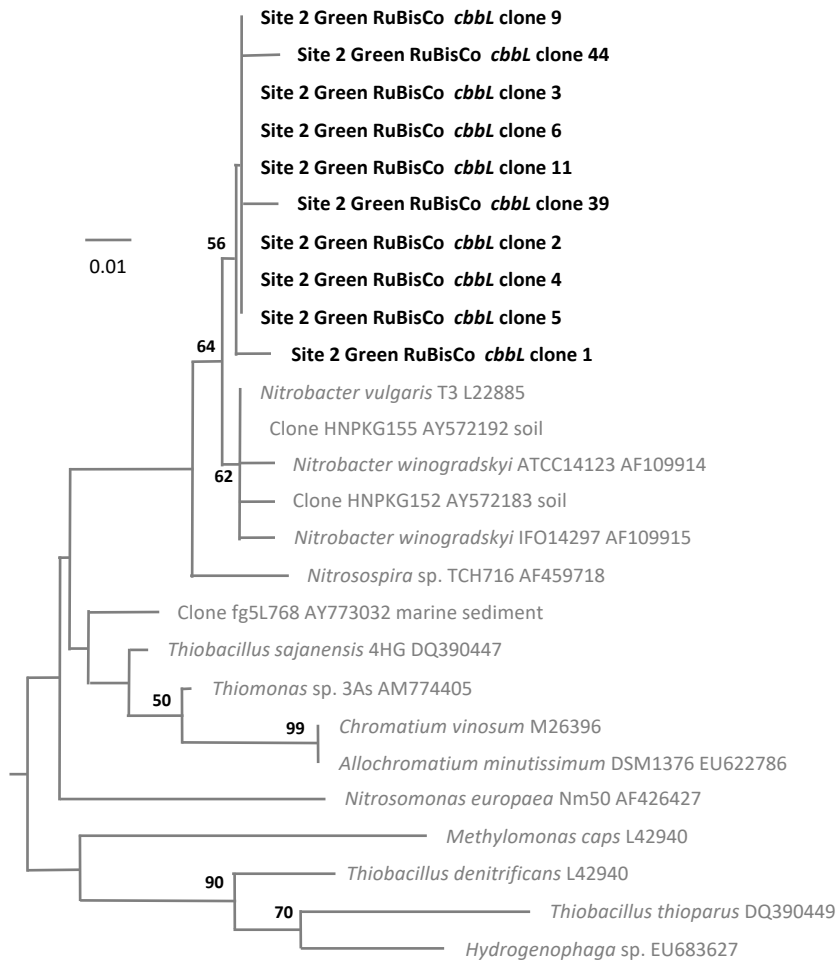 Site 2 Green RuBisCo cbbL clone 9
Site 2 Green RuBisCo cbbL clone 44
Site 2 Green RuBisCo cbbL clone 3
Site 2 Green RuBisCo cbbL clone 6
Site 2 Green RuBisCo cbbL clone 11
Site 2 Green RuBisCo cbbL clone 39
56
Site 2 Green RuBisCo cbbL clone 2
0.01
Site 2 Green RuBisCo cbbL clone 4
Site 2 Green RuBisCo cbbL clone 5
64
Site 2 Green RuBisCo cbbL clone 1
Nitrobacter vulgaris T3 L22885
Clone HNPKG155 AY572192 soil
Nitrobacter winogradskyi ATCC14123 AF109914
62
Clone HNPKG152 AY572183 soil
Nitrobacter winogradskyi IFO14297 AF109915
Nitrosospira sp. TCH716 AF459718
Clone fg5L768 AY773032 marine sediment
Thiobacillus sajanensis 4HG DQ390447
Thiomonas sp. 3As AM774405
50
99
Chromatium vinosum M26396
Allochromatium minutissimum DSM1376 EU622786
Nitrosomonas europaea Nm50 AF426427
Methylomonas caps L42940
90
Thiobacillus denitrificans L42940
70
Thiobacillus thioparus DQ390449
Hydrogenophaga sp. EU683627